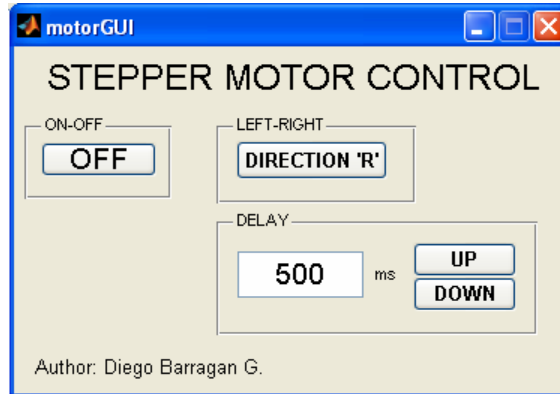 motorGUI
STEPPER MOTOR CONTROL
ON-OFF
OFF
LEFT-RIGHT
DIRECTION 'R'
DELAY
500 ms
UP
DOWN
Author: Diego Barragan G.